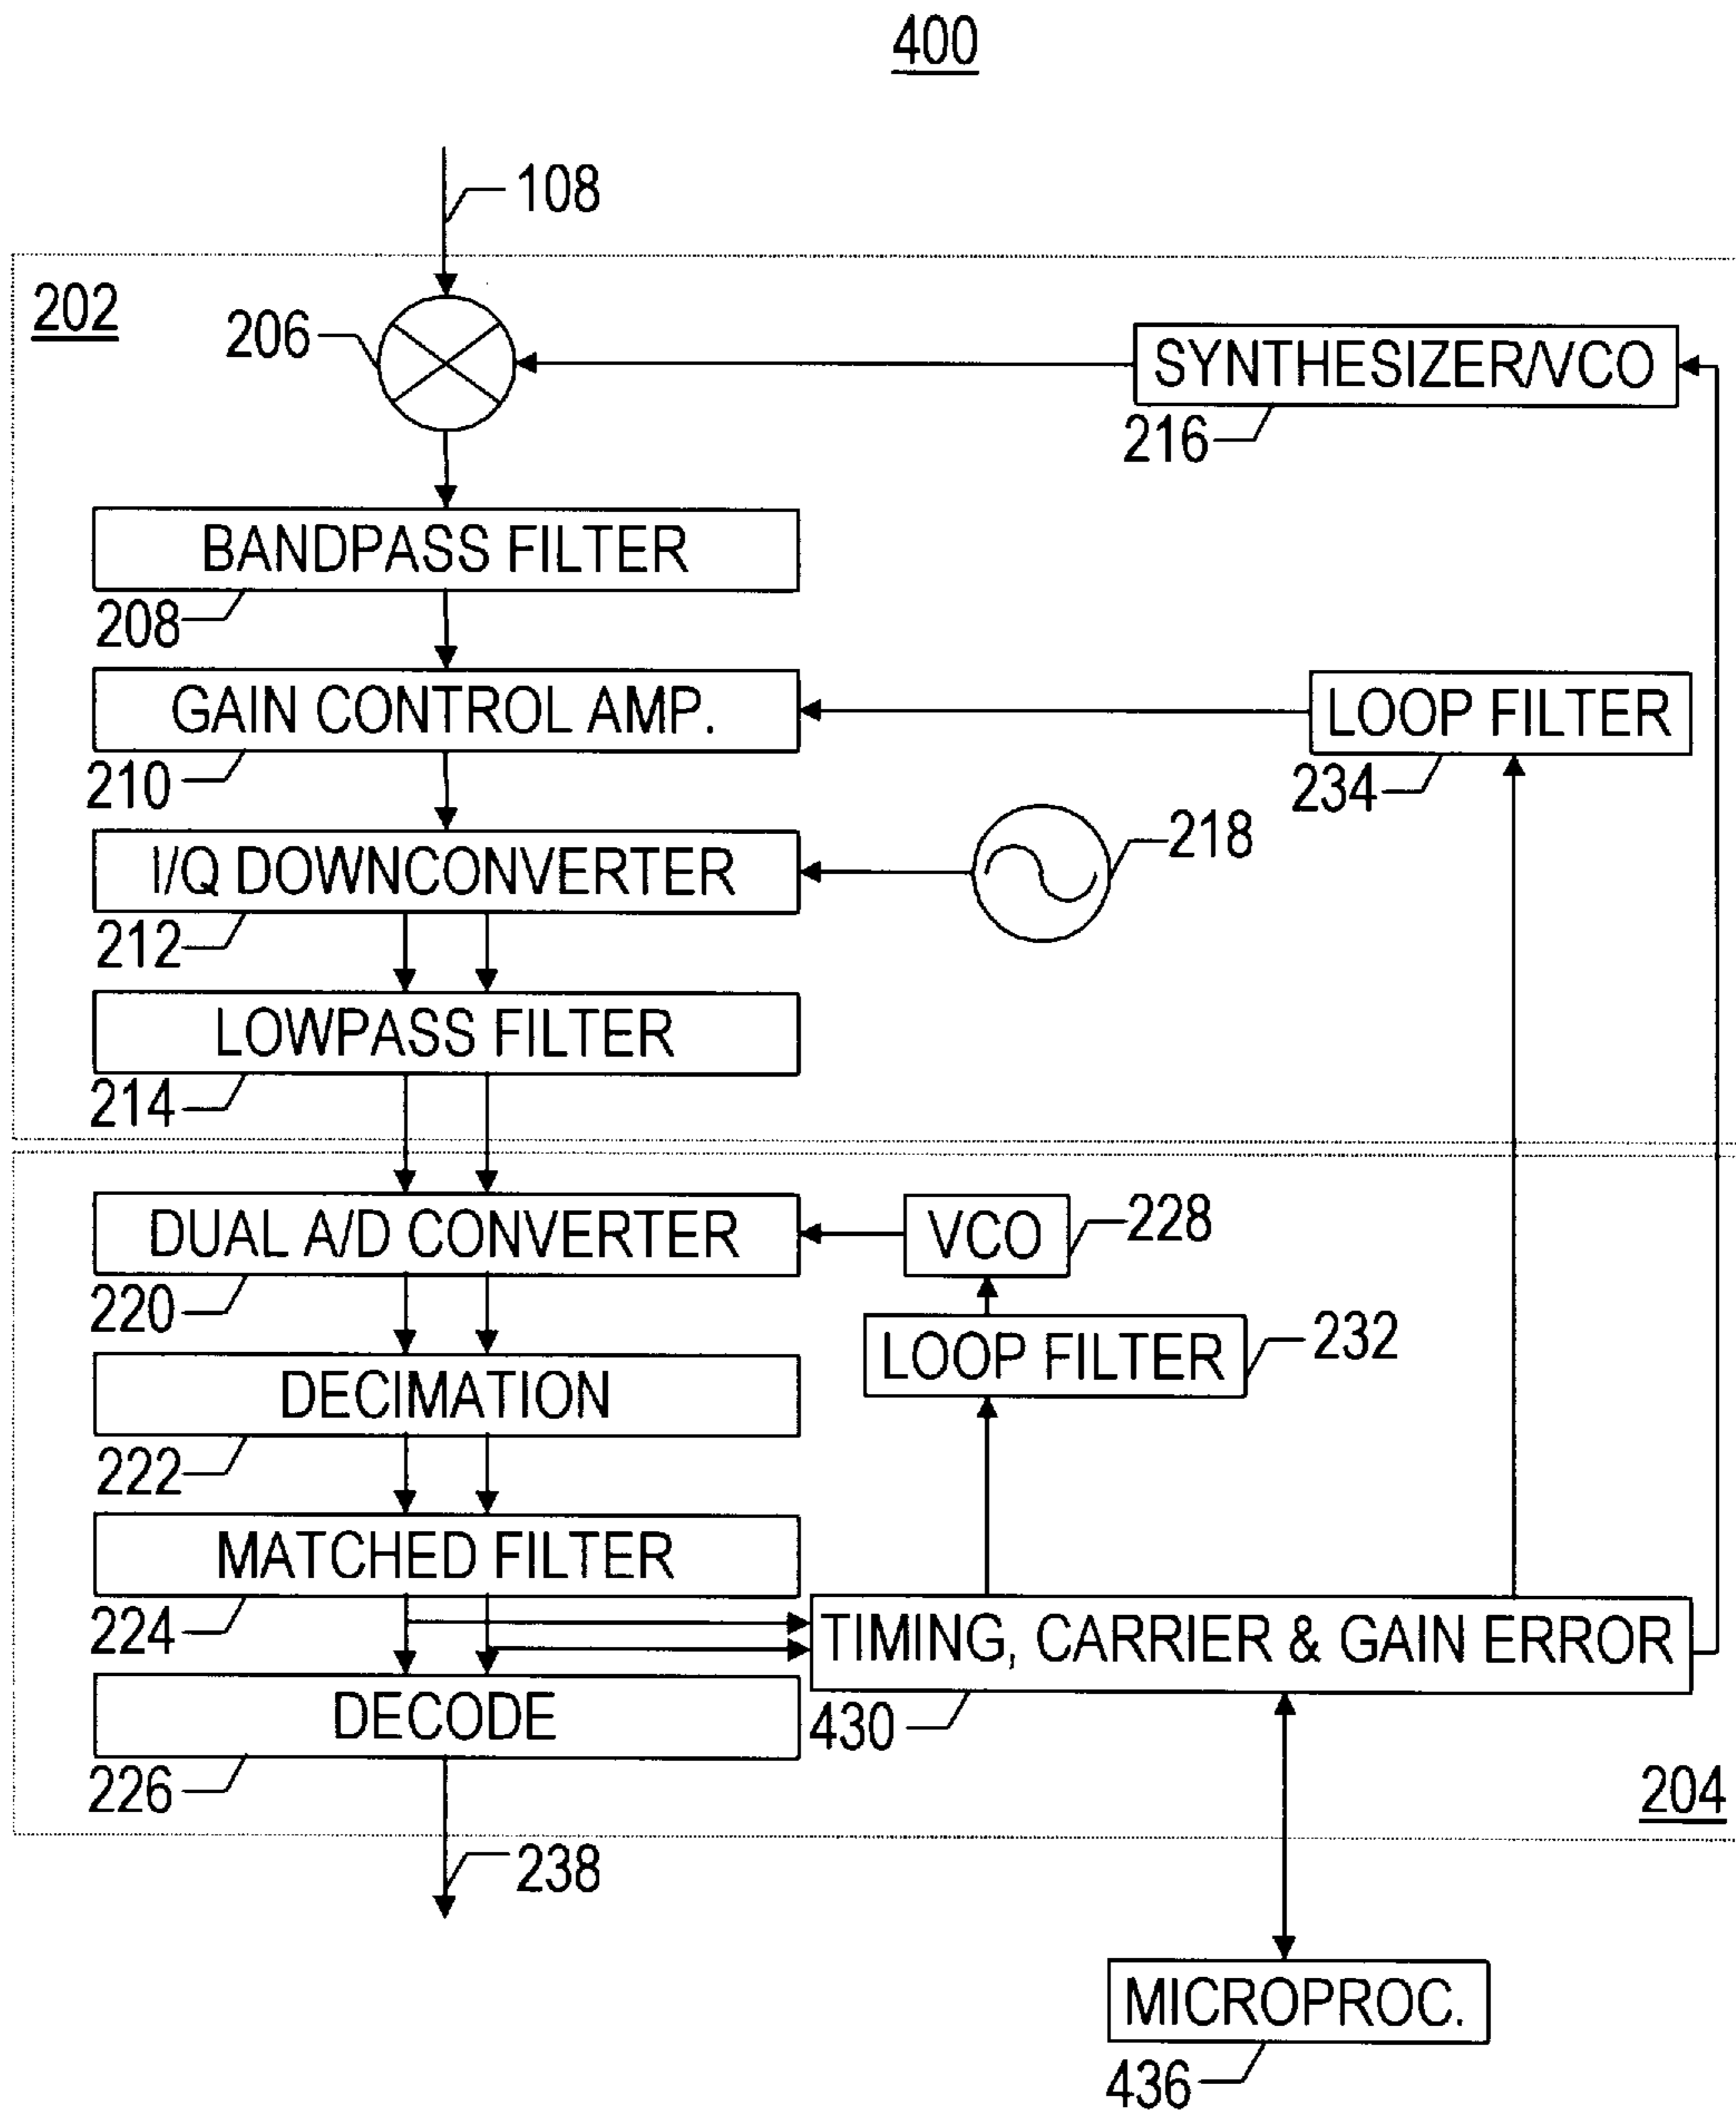 400
108
202
206
SYNTHESIZER/VCO
216
BANDPASS FILTER
208
GAIN CONTROL AMP.
LOOP FILTER
210
234
218
I/Q DOWNCONVERTER
212
LOWPASS FILTER
214
DUAL A/D CONVERTER
VCO
228
220
LOOP FILTER
232
DECIMATION
222
MATCHED FILTER
224
TIMING, CARRIER & GAIN ERROR
DECODE
430
226
204
238
MICROPROC.
436